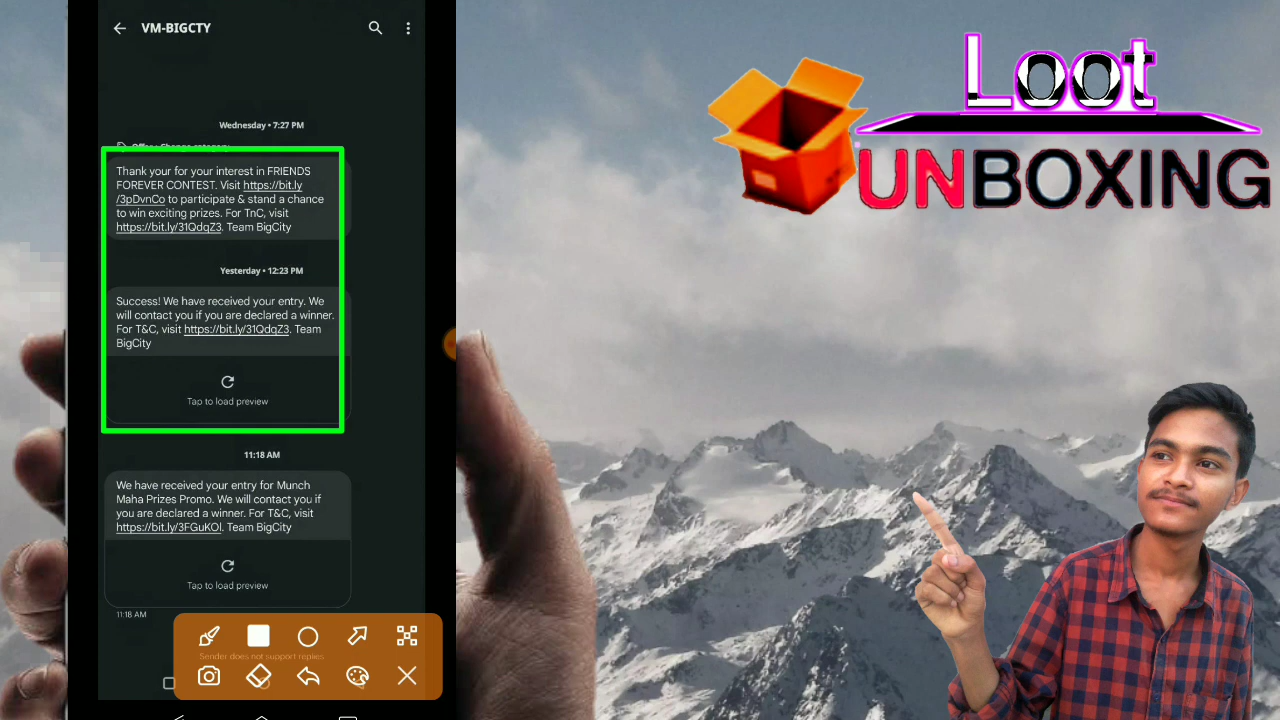 VM-BIGCTY
Wednesday • 7:27 PM
Offer • Change category
Thank your for your interest in FRIENDS
FOREVER CONTEST. Visit https://bit.ly
/3pDvnCo to participate & stand a chance
to win exciting prizes. For TnC, visit
https://bit.ly/31QdqZ3. Team BigCity
Yesterday • 12:23 PM
Success! We have received your entry. We
will contact you if you are declared a winner.
For T&C, visit https://bit.ly/31QdqZ3. Team
BigCity
Tap to load preview
11:18 AM
We have received your entry for Munch
Maha Prizes Promo. We will contact you if
you are declared a winner. For T&C, visit
https://bit.ly/3FGuKOl. Team BigCity
Tap to load preview
11:18 AM
Sender does not support replies
Loot
UNBOXING